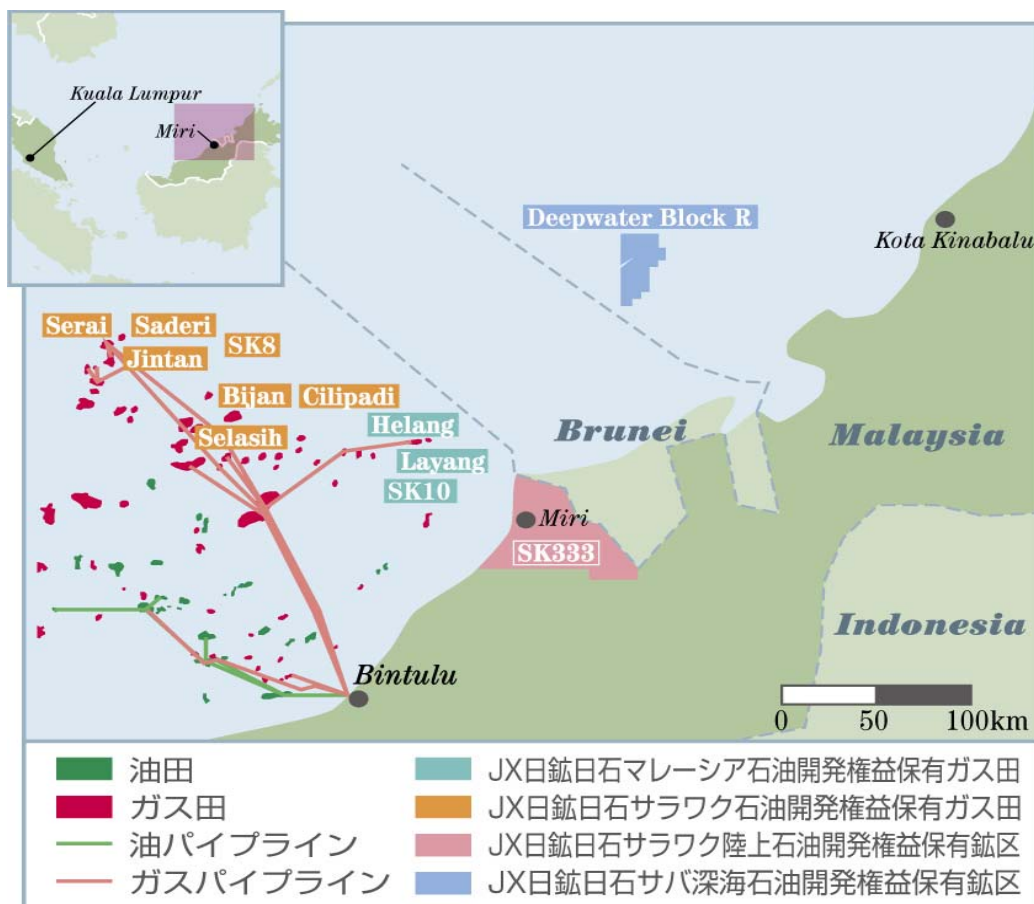 Kuala Lumpur
Miri
Deepwater Block R
Kota Kinabalu
Serai
Saderi
SK8
Jintan
Bijan
Cilipadi
Helang
Selasih
Brunei
Malaysia
Layang
SK10
Miri
SK333
Indonesia
Bintulu
0 50 100km
油田
ガス田
油パイプライン
ガスパイプライン
JX日鉱日石マレーシア石油開発権益保有ガス田
JX日鉱日石サラワク石油開発権益保有ガス田
JX日鉱日石サラワク陸上石油開発権益保有鉱区
JX日鉱日石サバ深海石油開発権益保有鉱区